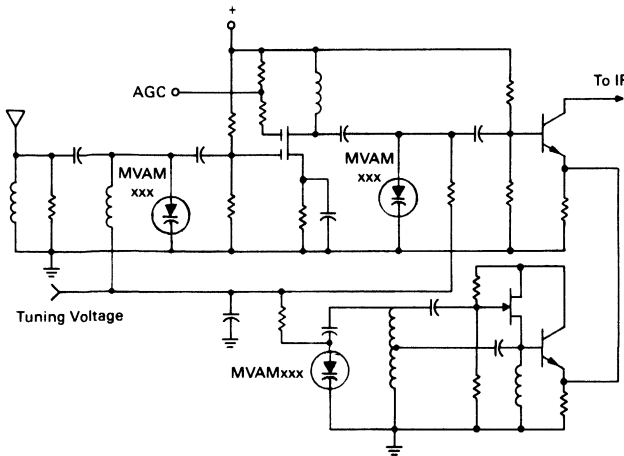 +
To IF
AGC
MVAM
xxx
MVAM
xxx
Tuning Voltage
MVAMxxx